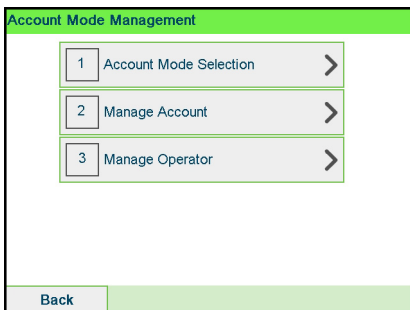 Account Mode Management
1 Account Mode Selection
2 Manage Account
3 Manage Operator
Back